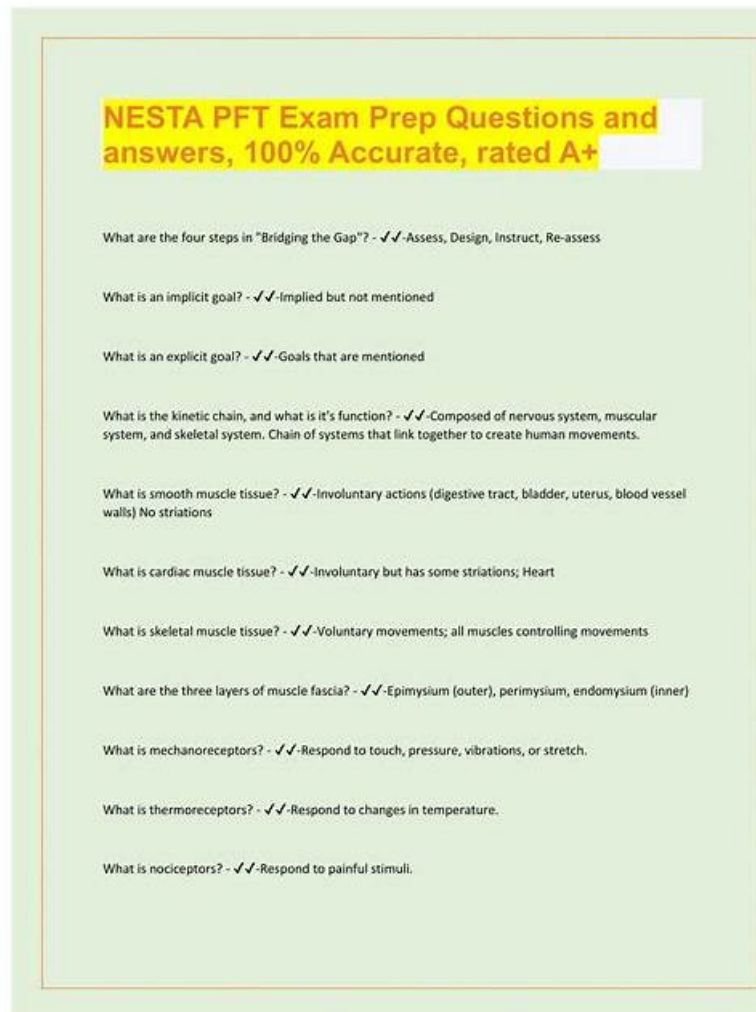 NESTA PFT Exam Prep Questions and
answers, 100% Accurate, rated A+
What are the four steps in "Bridging the Gap"? - ✓✓-Assess, Design, Instruct, Re-assess
What is an implicit goal? - ✓✓-Implied but not mentioned
What is an explicit goal? - ✓✓-Goals that are mentioned
What is the kinetic chain, and what is it's function? - ✓✓-Composed of nervous system, muscular
system, and skeletal system. Chain of systems that link together to create human movements.
What is smooth muscle tissue? - ✓✓-Involuntary actions (digestive tract, bladder, uterus, blood vessel
walls) No striations
What is cardiac muscle tissue? - ✓✓-Involuntary but has some striations; Heart
What is skeletal muscle tissue? - ✓✓-Voluntary movements; all muscles controlling movements
What are the three layers of muscle fascia? - ✓✓-Epimysium (outer), perimysium, endomysium (inner)
What is mechanoreceptors? - ✓✓-Respond to touch, pressure, vibrations, or stretch.
What is thermoreceptors? - ✓✓-Respond to changes in temperature.
What is nociceptors? - ✓✓-Respond to painful stimuli.